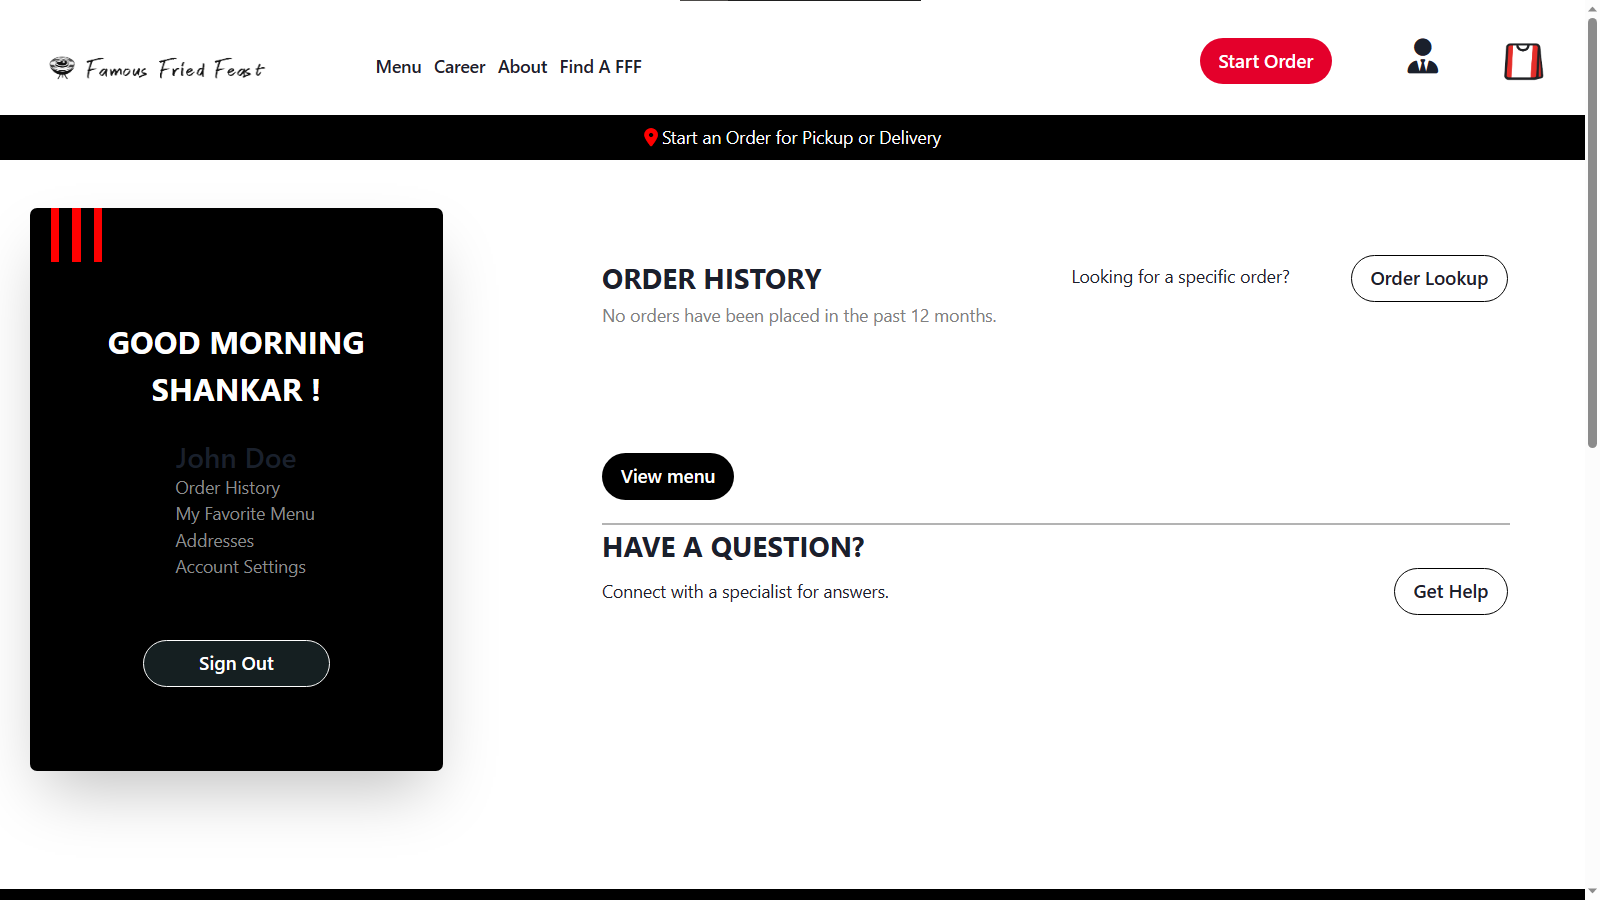 Famous Fried Feast
Menu Career About Find A FFF
Start Order
Start an Order for Pickup or Delivery
GOOD MORNING
SHANKAR !
John Doe
Order History
My Favorite Menu
Addresses
Account Settings
Sign Out
ORDER HISTORY
No orders have been placed in the past 12 months.
Looking for a specific order?
Order Lookup
View menu
HAVE A QUESTION?
Connect with a specialist for answers.
Get Help